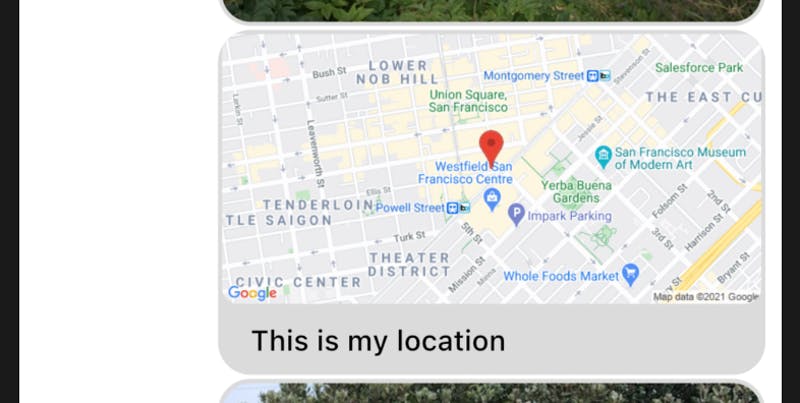 LOWER
NOB HILL
Montgomery Street
Stevenson St
Salesforce Park
Bush St
Sutter St
Larkin St
Union Square,
San Francisco
THE EAST CU
Leavenworth St
Jessie St
San Francisco Museum
of Modern Art
Westfield San
Francisco Centre
Ellis St
Yerba Buena
Gardens
TENDERLOIN
Powell Street
TLE SAIGON
P
Impark Parking
Folsom St
2nd St
Turk St
5th St
3rd St
Harrison St
THEATER
DISTRICT
Mission St
Minna
Bryant St
Whole Foods Market
CIVIC CENTER
Google
Map data ©2021 Google
This is my location